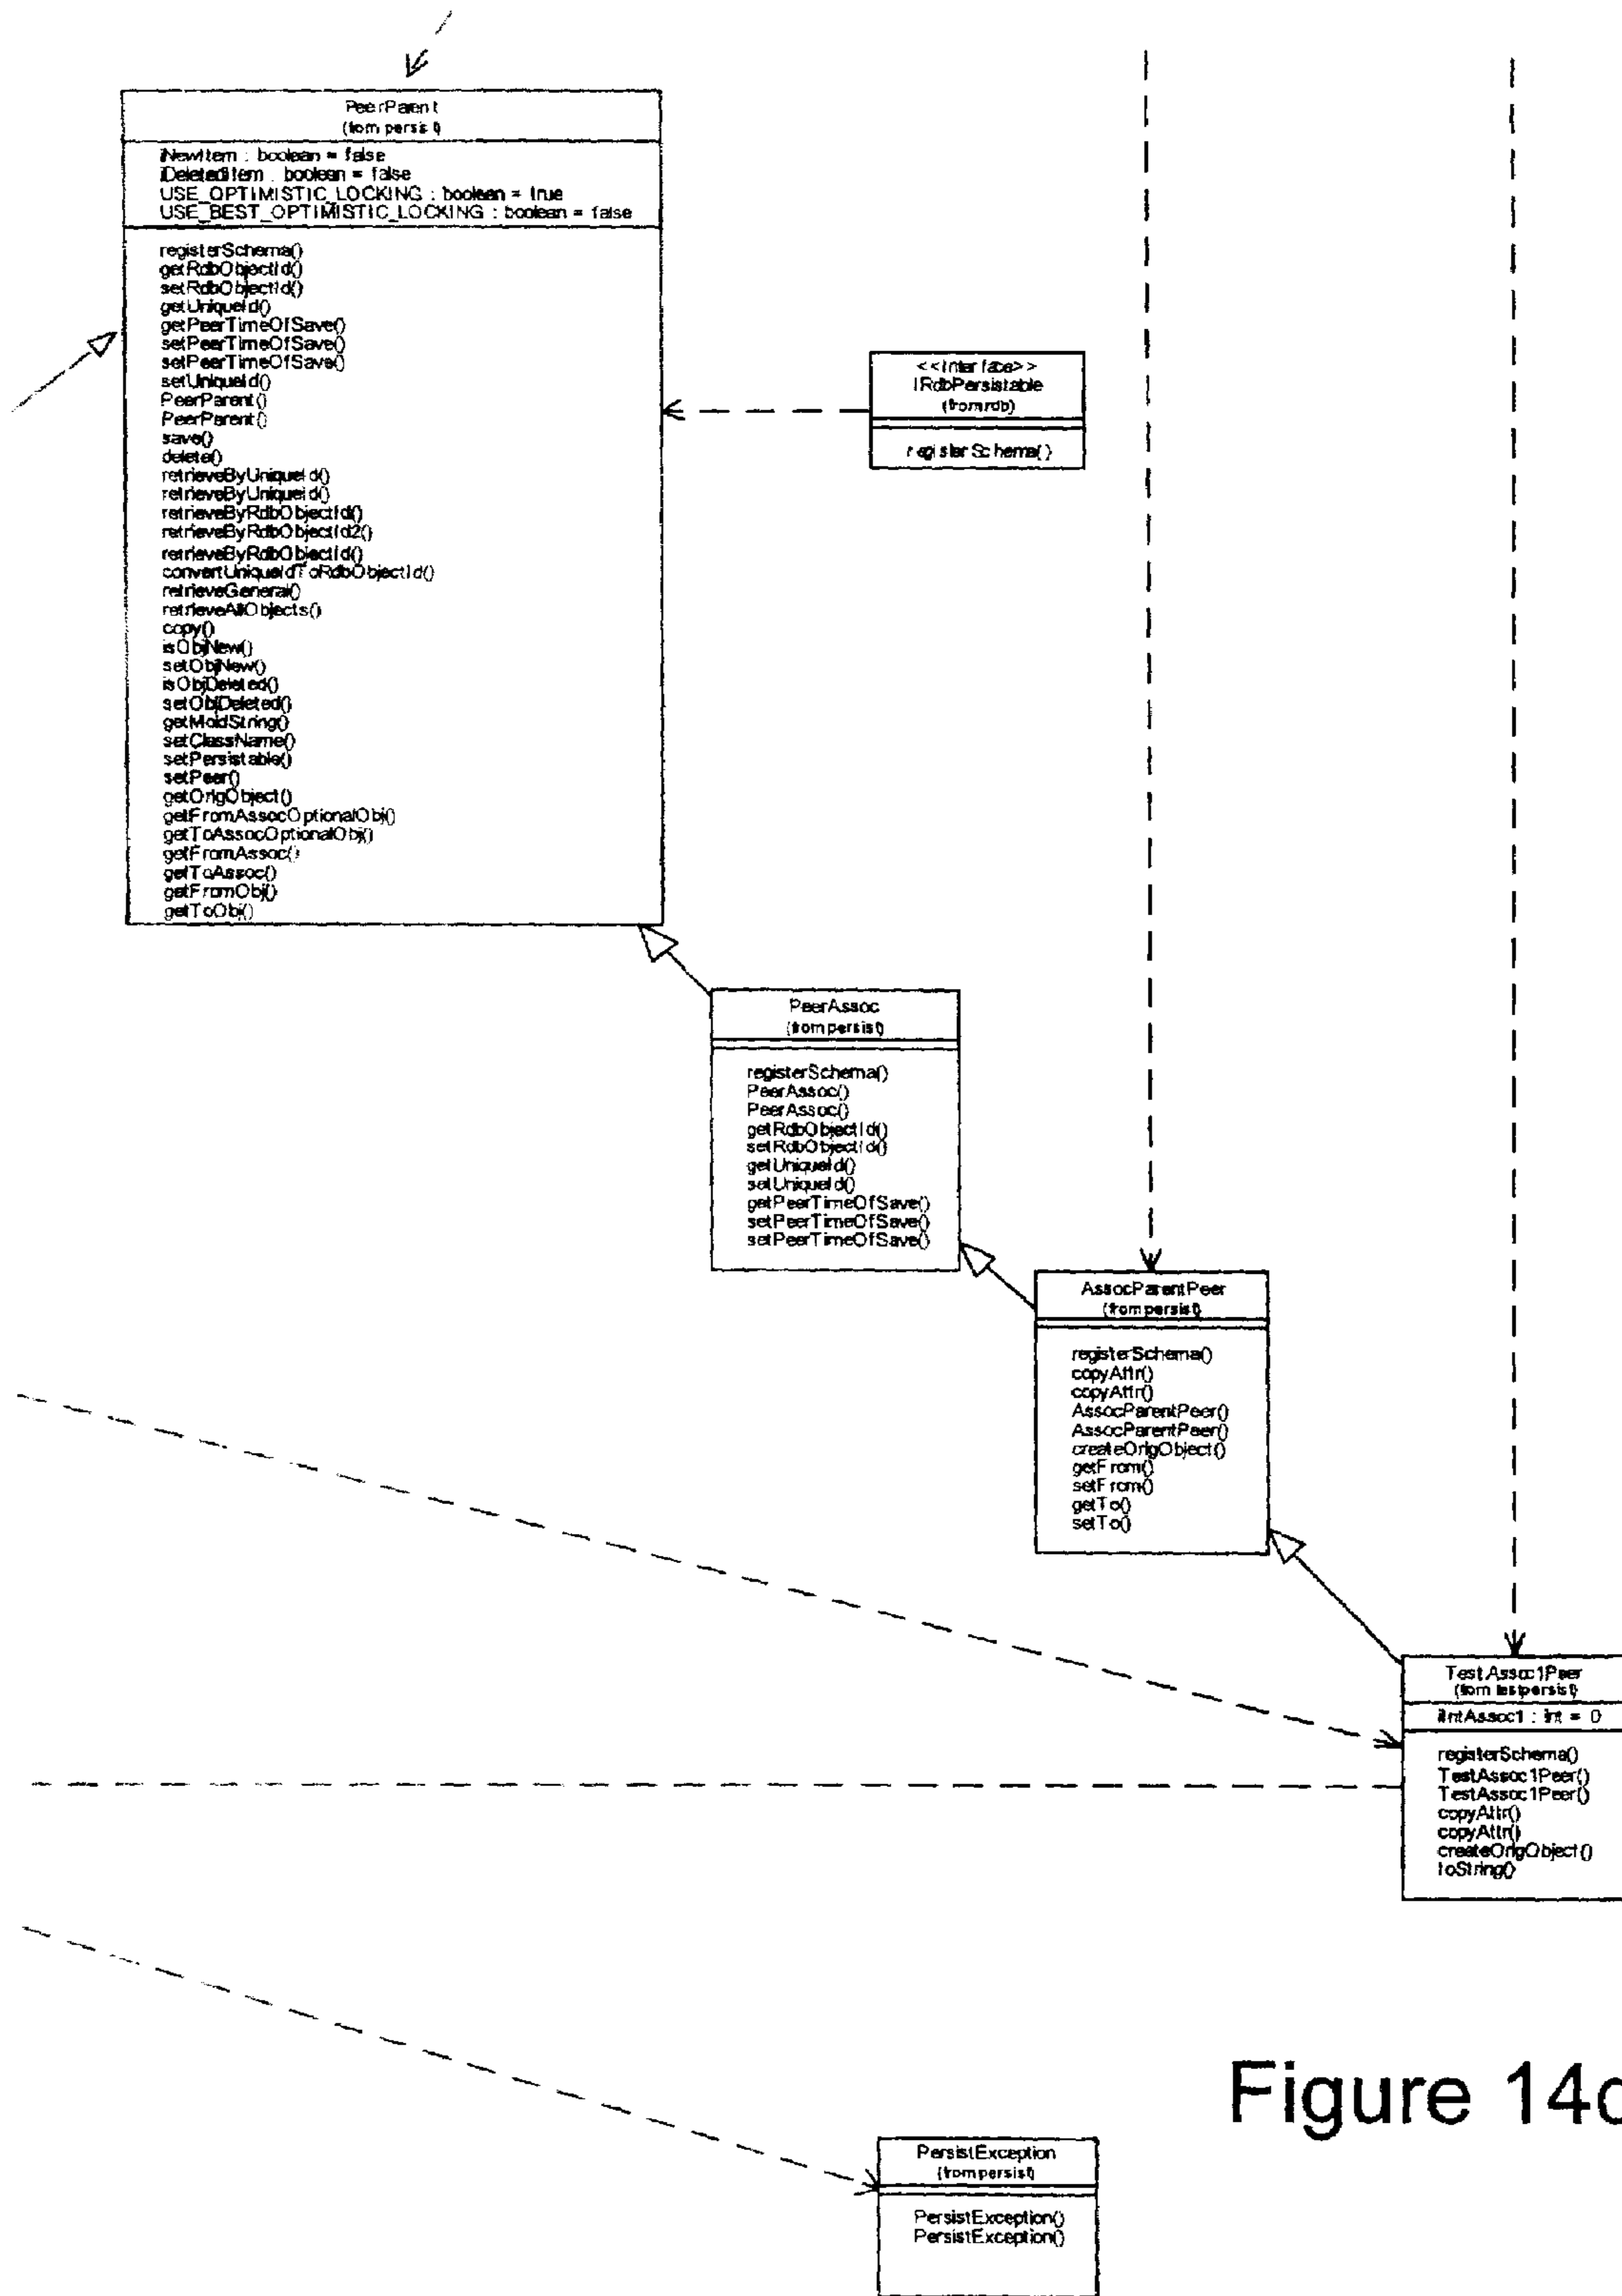 PeerParent
(from persist)
iNewItem : boolean = false
iDeletedItem : boolean = false
USE_OPTIMISTIC_LOCKING : boolean = true
USE_BEST_OPTIMISTIC_LOCKING : boolean = false
registerSchema()
getRdbObjectId()
setRdbObjectId()
getUniqueId()
getPeerTimeOfSave()
setPeerTimeOfSave()
setPeerTimeOfSave()
setUniqueId()
PeerParent()
PeerParent()
save()
delete()
retrieveByUniqueId()
retrieveByUniqueId()
retrieveByRdbObjectId()
retrieveByRdbObjectId2()
retrieveByRdbObjectId()
convertUniqueIdToRdbObjectId()
retrieveGeneral()
retrieveAllObjects()
copy()
isObjNew()
setObjNew()
isObjDeleted()
setObjDeleted()
getMoidString()
setClassName()
setPersistable()
setPeer()
getOrigObject()
getFromAssocOptionalObj()
getToAssocOptionalObj()
getFromAssoc()
getToAssoc()
getFromObj()
getToObj()
<<Interface>>
IRdbPersistable
(from rdb)
registerSchema()
PeerAssoc
(from persist)
registerSchema()
PeerAssoc()
PeerAssoc()
getRdbObjectId()
setRdbObjectId()
getUniqueId()
setUniqueId()
getPeerTimeOfSave()
setPeerTimeOfSave()
setPeerTimeOfSave()
AssocParentPeer
(from persist)
registerSchema()
copyAttr()
copyAttr()
AssocParentPeer()
AssocParentPeer()
createOrigObject()
getFrom()
setFrom()
getTo()
setTo()
TestAssoc1Peer
(from testpersist)
iIntAssoc1 : int = 0
registerSchema()
TestAssoc1Peer()
TestAssoc1Peer()
copyAttr()
copyAttr()
createOrigObject()
toString()
Figure
PersistException
(from persist)
PersistException()
PersistException()